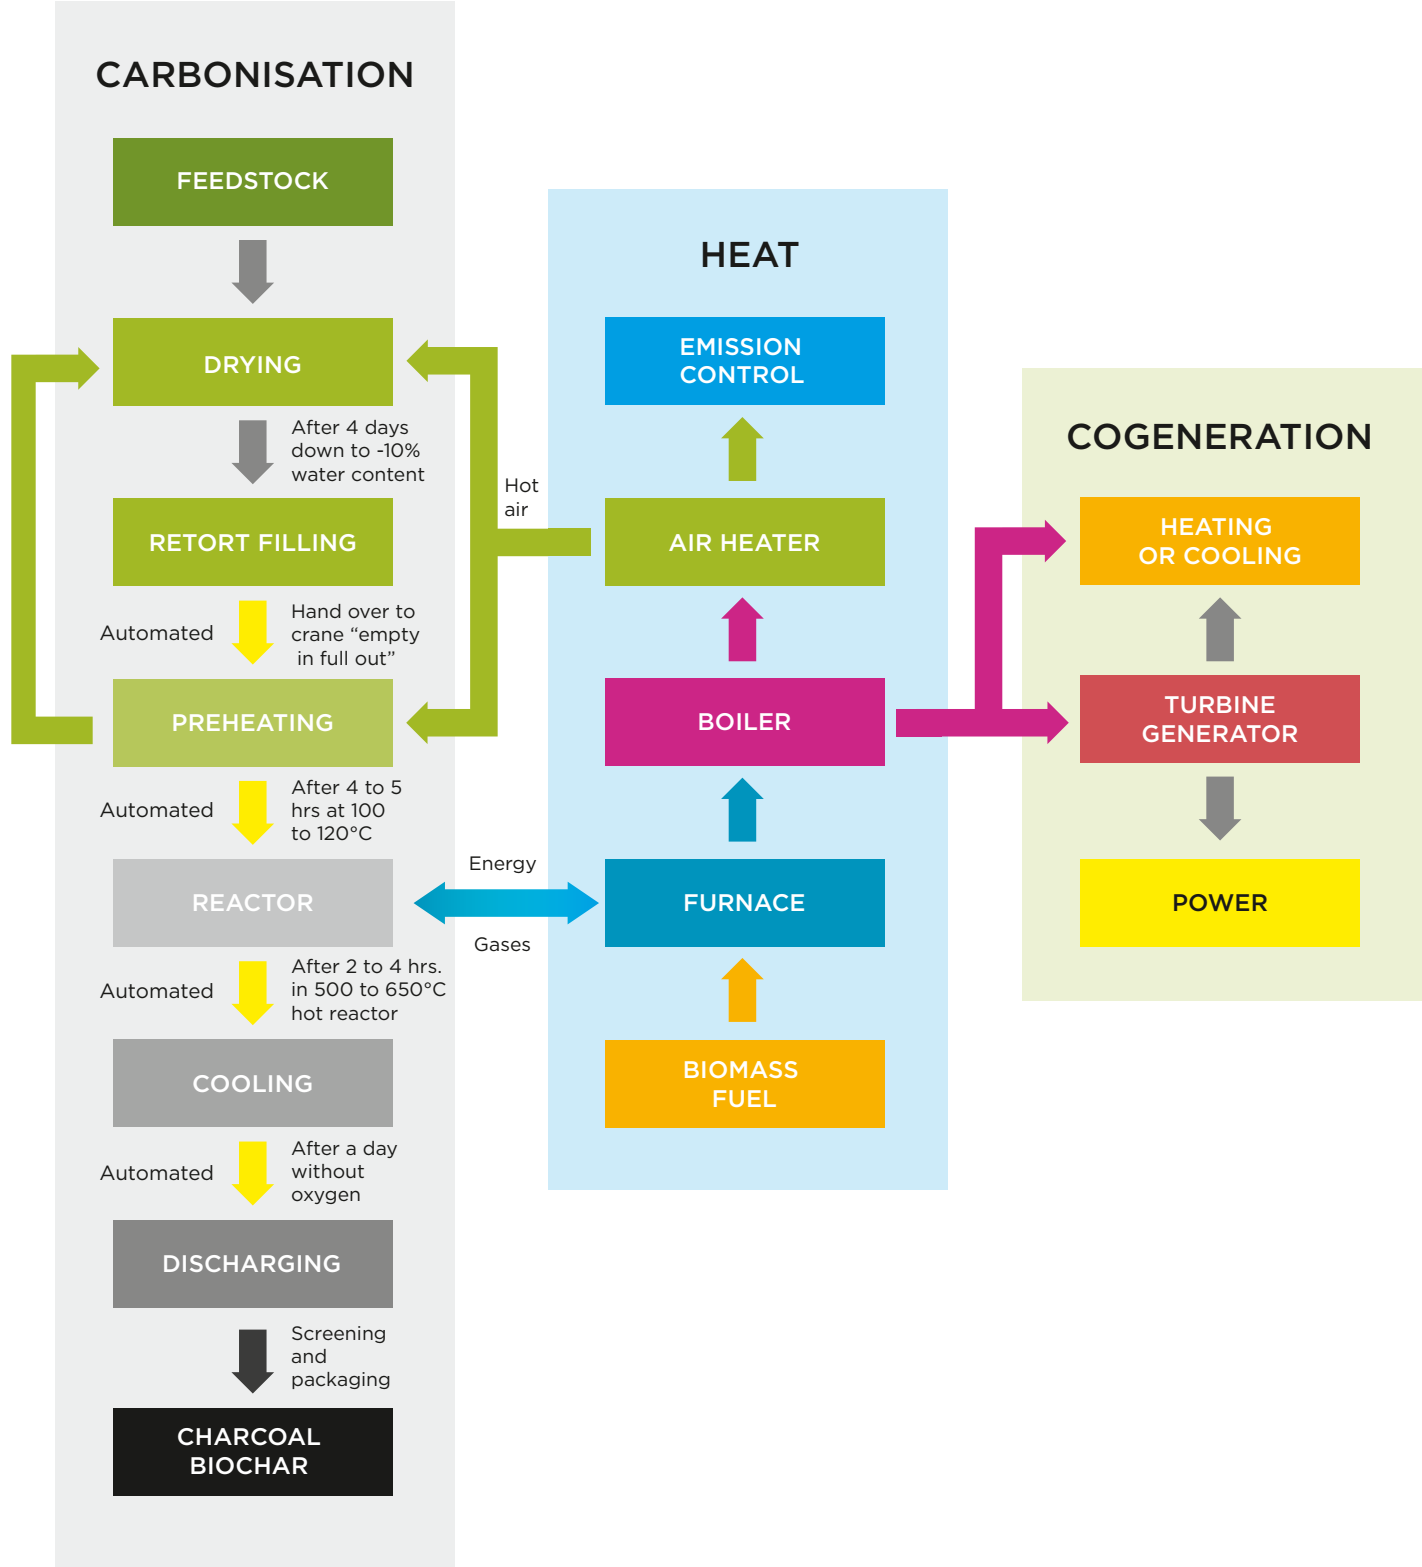 CARBONISATION
FEEDSTOCK
DRYING
After 4 days
down to -10%
water content
RETORT FILLING
Automated
Hand over to
crane “empty
in full out”
PREHEATING
Automated
After 4 to 5
hrs at 100
to 120°C
REACTOR
Automated
After 2 to 4 hrs.
in 500 to 650°C
hot reactor
COOLING
Automated
After a day
without
oxygen
DISCHARGING
Screening
and
packaging
CHARCOAL
BIOCHAR
Hot
air
Energy
Gases
HEAT
EMISSION
CONTROL
AIR HEATER
BOILER
FURNACE
BIOMASS
FUEL
COGENERATION
HEATING
OR COOLING
TURBINE
GENERATOR
POWER